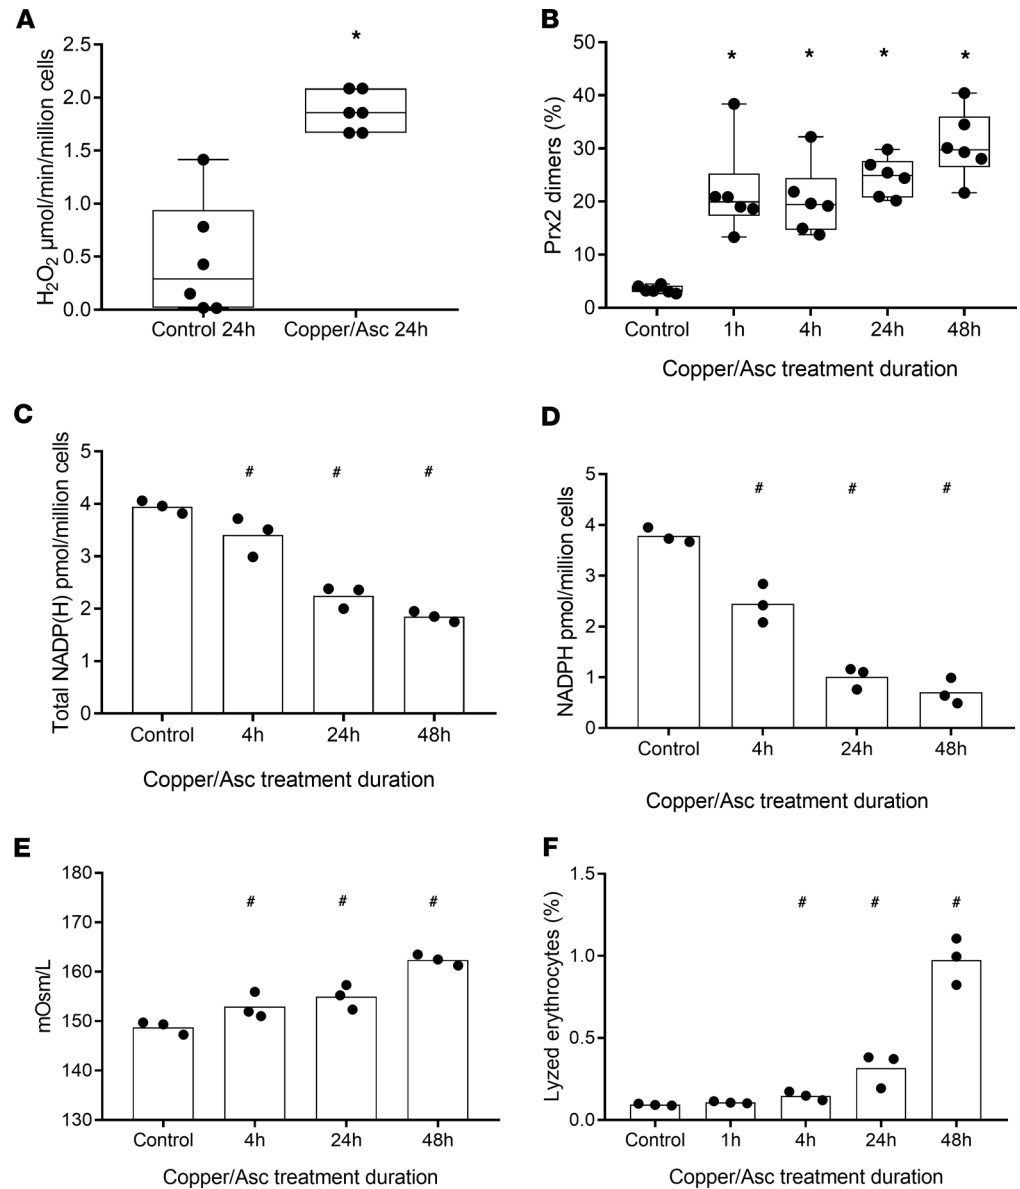 A
H₂O₂ µmol/min/million cells
2.5
2.0
1.5
1.0
0.5
0.0
*
Control 24h
Copper/Asc 24h
B
Prx2 dimers (%)
50
40
30
20
10
0
* * * *
Control 1h 4h 24h 48h
Copper/Asc treatment duration
C
Total NADP(H) pmol/million cells
5
4
3
2
1
0
# # #
Control 4h 24h 48h
Copper/Asc treatment duration
D
NADPH pmol/million cells
5
4
3
2
1
0
# # #
Control 4h 24h 48h
Copper/Asc treatment duration
E
mOsm/L
180
170
160
150
140
130
# # #
Control 4h 24h 48h
Copper/Asc treatment duration
F
Lyzed erythrocytes (%)
1.5
1.0
0.5
0.0
# # #
Control 1h 4h 24h 48h
Copper/Asc treatment duration